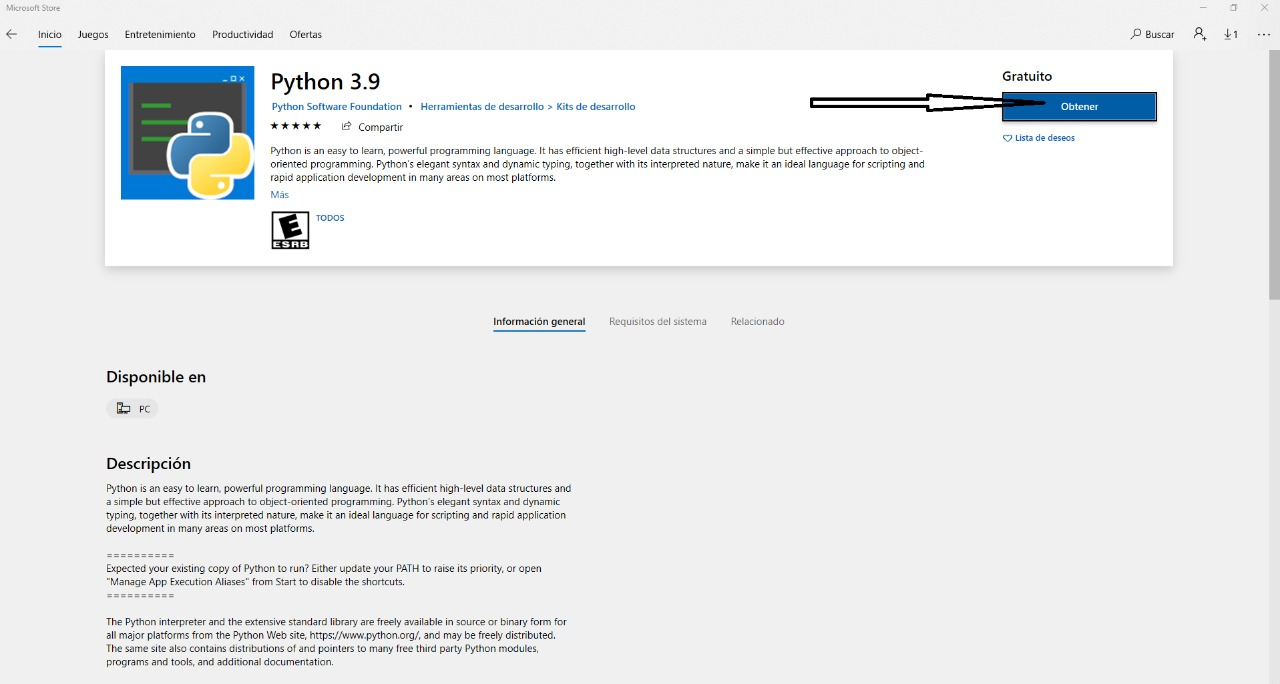 Microsoft Store
Inicio Juegos Entretenimiento Productividad Ofertas Buscar 1
Python 3.9
Gratuito
Python Software Foundation • Herramientas de desarrollo > Kits de desarrollo
Obtener
Compartir
Lista de deseos
Python is an easy to learn, powerful programming language. It has efficient high-level data structures and a simple but effective approach to object-
oriented programming. Python's elegant syntax and dynamic typing, together with its interpreted nature, make it an ideal language for scripting and
rapid application development in many areas on most platforms.
Más
E
ESRB
TODOS
Información general Requisitos del sistema Relacionado
Disponible en
PC
Descripción
Python is an easy to learn, powerful programming language. It has efficient high-level data structures and
a simple but effective approach to object-oriented programming. Python's elegant syntax and dynamic
typing, together with its interpreted nature, make it an ideal language for scripting and rapid application
development in many areas on most platforms.
==========
Expected your existing copy of Python to run? Either update your PATH to raise its priority, or open
"Manage App Execution Aliases" from Start to disable the shortcuts.
==========
The Python interpreter and the extensive standard library are freely available in source or binary form for
all major platforms from the Python Web site, https://www.python.org/, and may be freely distributed.
The same site also contains distributions of and pointers to many free third party Python modules,
programs and tools, and additional documentation.